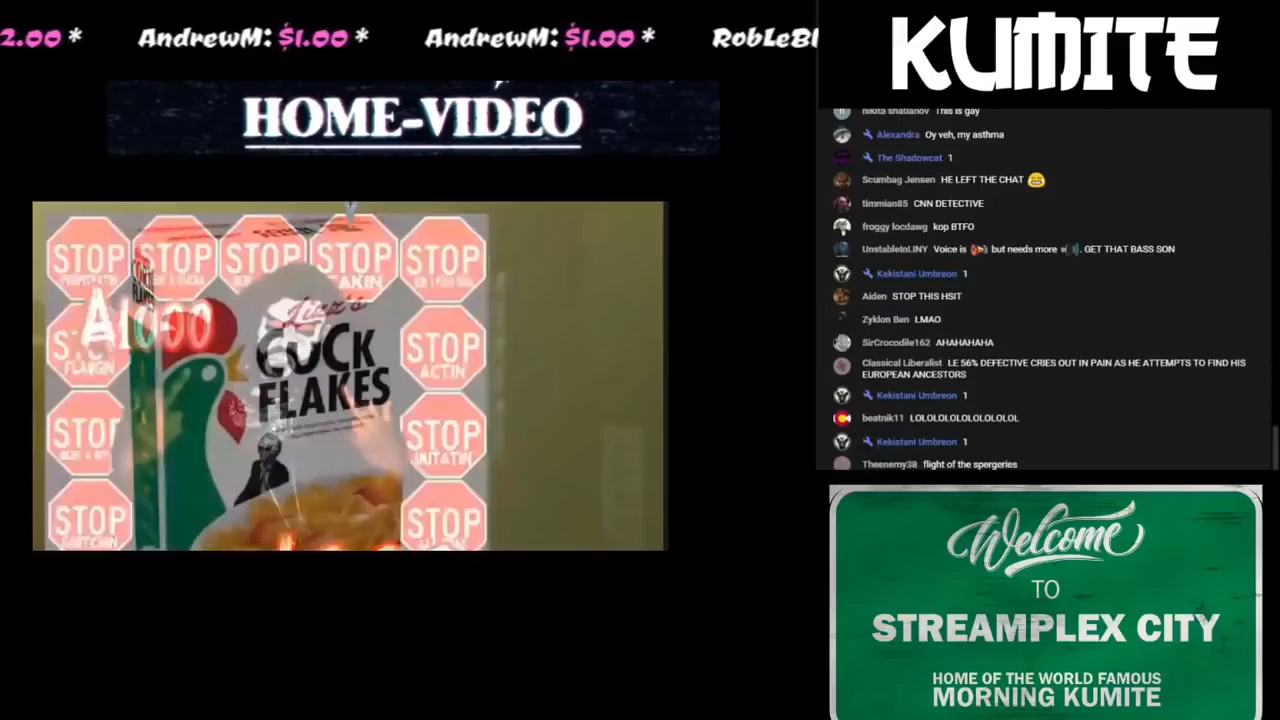 2.00 * AndrewM: $1.00 * AndrewM: $1.00 * RobLeBl
HOME-VIDEO
KUMITE
nikita shatianov This is gay
Alexandra Oy veh, my asthma
The Shadowcat 1
Scumbag Jensen HE LEFT THE CHAT
timmian85 CNN DETECTIVE
froggy locdawg kop BTFO
UnstableInLINY Voice is but needs more GET THAT BASS SON
Kekistani Umbreon 1
Aiden STOP THIS HSIT
Zyklon Ben LMAO
SirCrocodile162 AHAHAHAHA
Classical Liberalist LE 56% DEFECTIVE CRIES OUT IN PAIN AS HE ATTEMPTS TO FIND HIS
EUROPEAN ANCESTORS
Kekistani Umbreon 1
beatnik11 LOLOLOLOLOLOLOLOL
Kekistani Umbreon 1
Theenemy38 flight of the spergeries
STOP STOP STOP STOP STOP
COCK
FLAKES
STOP
ACTIN
STOP
STOP
STOP
STOP
Welcome
TO
STREAMPLEX CITY
HOME OF THE WORLD FAMOUS
MORNING KUMITE